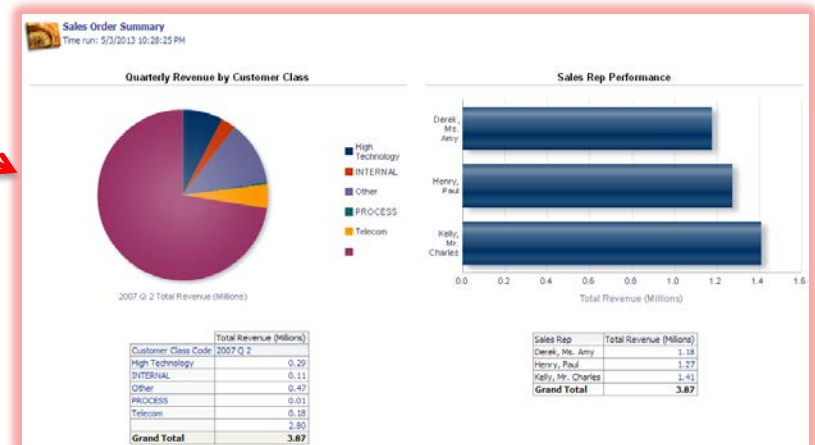 Sales Order Summary
Time run: 5/3/2013 10:28:25 PM
Quarterly Revenue by Customer Class
High
Technology
INTERNAL
Other
PROCESS
Telecom
2007 Q 2 Total Revenue (Millions)
Total Revenue (Millions)
Customer Class Code 2007 Q 2
High Technology 0.29
INTERNAL 0.11
Other 0.47
PROCESS 0.01
Telecom 0.18
2.80
Grand Total 3.87
Sales Rep Performance
Derek,
Ms.
Amy
Henry,
Paul
Kelly,
Mr.
Charles
0.0 0.2 0.4 0.6 0.8 1.0 1.2 1.4 1.6
Total Revenue (Millions)
Sales Rep Total Revenue (Millions)
Derek, Ms. Amy 1.18
Henry, Paul 1.27
Kelly, Mr. Charles 1.41
Grand Total 3.87